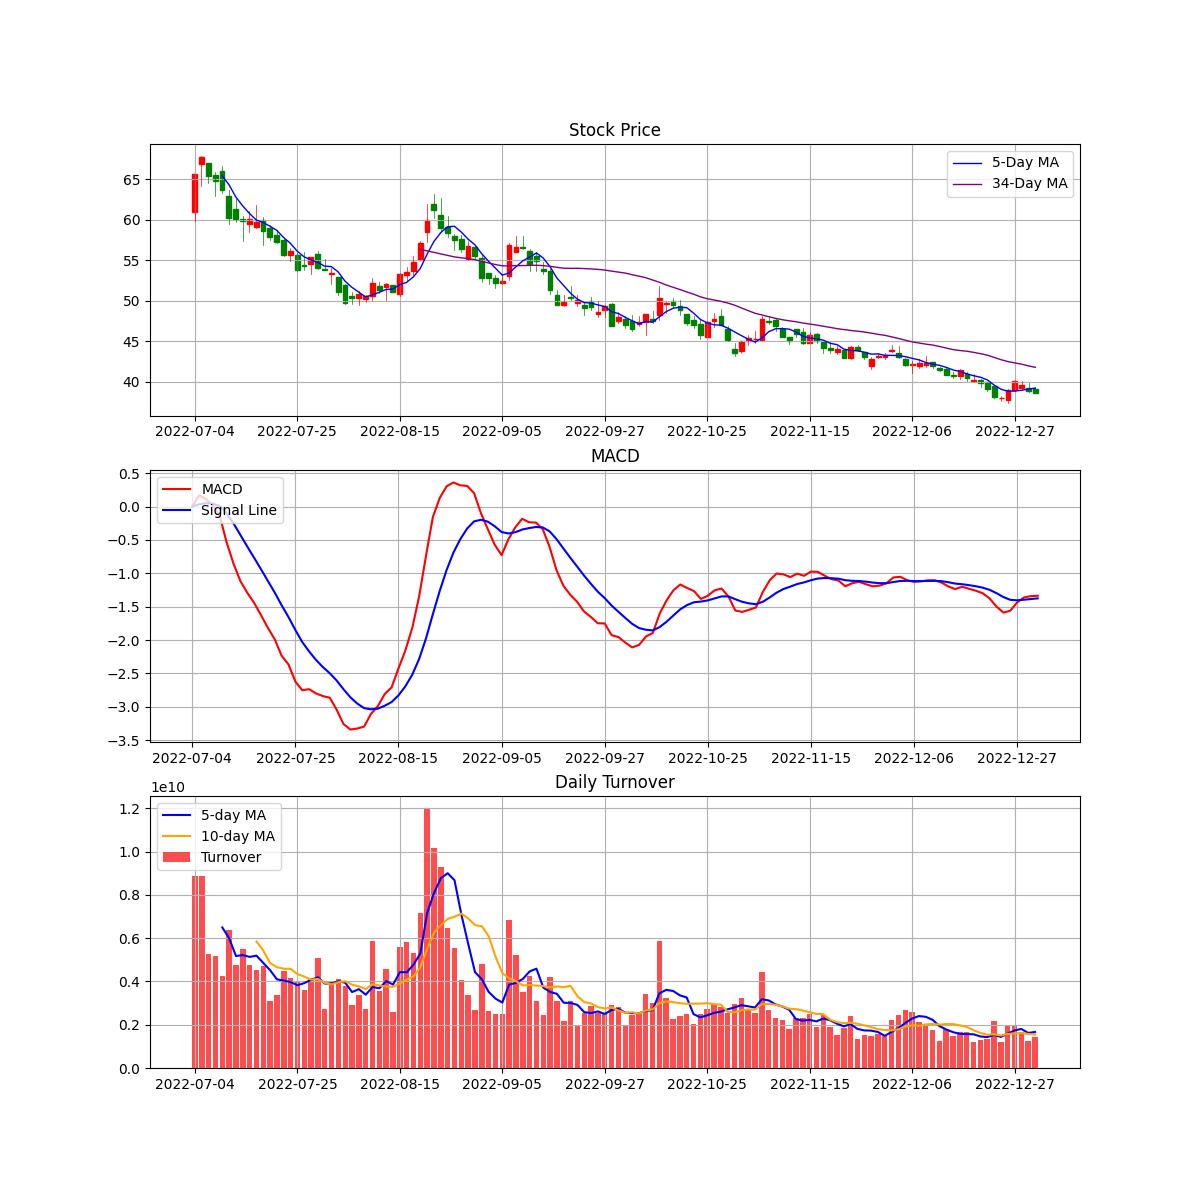 Stock Price
5-Day MA
34-Day MA
65
60
55
50
45
40
2022-07-04 2022-07-25 2022-08-15 2022-09-05 2022-09-27 2022-10-25 2022-11-15 2022-12-06 2022-12-27
MACD
MACD
Signal Line
0.5
0.0
−0.5
−1.0
−1.5
−2.0
−2.5
−3.0
−3.5
2022-07-04 2022-07-25 2022-08-15 2022-09-05 2022-09-27 2022-10-25 2022-11-15 2022-12-06 2022-12-27
Daily Turnover
1e10
5-day MA
10-day MA
Turnover
1.2
1.0
0.8
0.6
0.4
0.2
0.0
2022-07-04 2022-07-25 2022-08-15 2022-09-05 2022-09-27 2022-10-25 2022-11-15 2022-12-06 2022-12-27